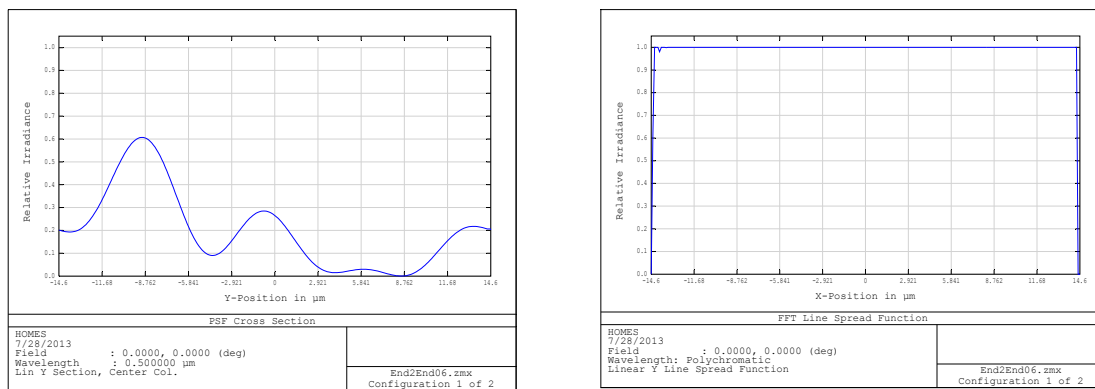 1.0
0.9
0.8
0.7
0.6
0.5
0.4
0.3
0.2
0.1
0.0
Relative Irradiance
-14.6 -11.69 -8.762 -5.841 -2.921 0 2.921 5.841 8.762 11.68 14.6
Y-Position in µm
PSF Cross Section
HOMES
7/28/2013
Field : 0.0000, 0.0000 (deg)
Wavelength : 0.500000 µm
Lin Y Section, Center Col.
End2End06.zmx
Configuration 1 of 2
1.0
0.9
0.8
0.7
0.6
0.5
0.4
0.3
0.2
0.1
0.0
Relative Irradiance
-14.6 -11.69 -8.762 -5.841 -2.921 0 2.921 5.841 8.762 11.68 14.6
X-Position in µm
FFT Line Spread Function
HOMES
7/28/2013
Field : 0.0000, 0.0000 (deg)
Wavelength: Polychromatic
Linear Y Line Spread Function
End2End06.zmx
Configuration 1 of 2